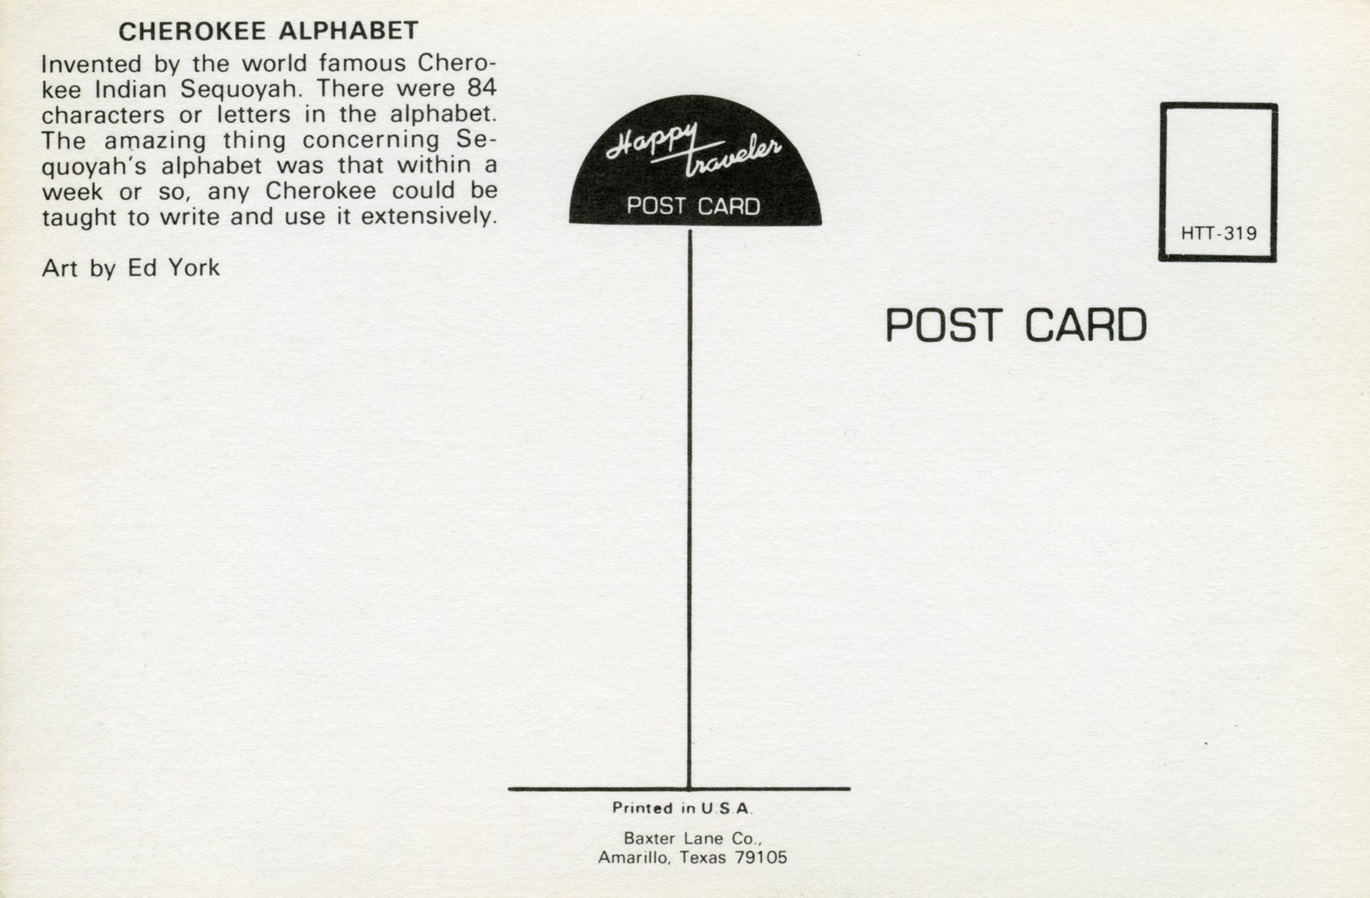 CHEROKEE ALPHABET
Invented by the world famous Chero-
kee Indian Sequoyah. There were 84
characters or letters in the alphabet.
The amazing thing concerning Se-
quoyah's alphabet was that within a
week or so, any Cherokee could be
taught to write and use it extensively.
Art by Ed York
Happy
Traveler
POST CARD
HTT-319
POST CARD
Printed in U.S.A.
Baxter Lane Co.,
Amarillo, Texas 79105